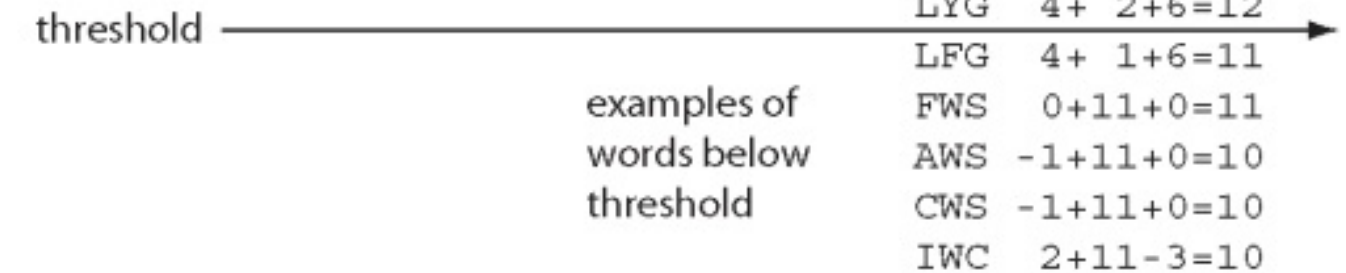 LYG 4+ 2+6=12
threshold
LFG 4+ 1+6=11
examples of FWS 0+11+0=11
words below AWS -1+11+0=10
threshold CWS -1+11+0=10
IWC 2+11-3=10